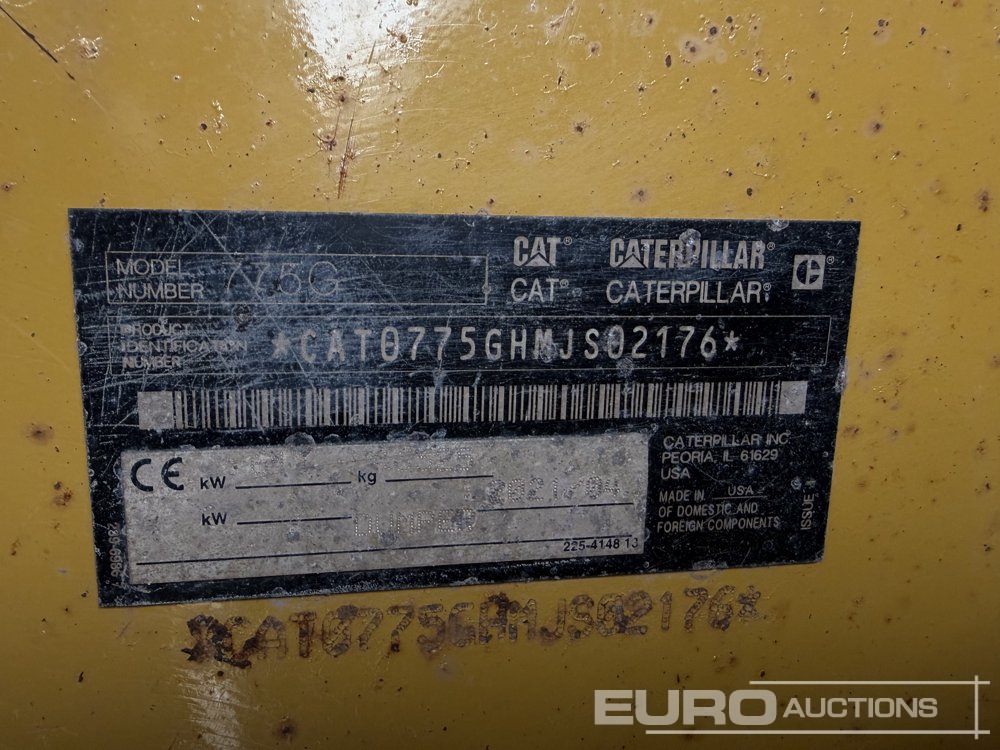 MODEL
NUMBER 775G
CAT® CATERPILLAR®
CAT® CATERPILLAR®
PRODUCT
IDENTIFICATION
NUMBER
*CAT0775GHMJS02176*
CE kW kg
2021/04
kW
225-4148 13
CATERPILLAR INC.
PEORIA, IL 61629
USA
MADE IN USA
OF DOMESTIC AND
FOREIGN COMPONENTS
ISSUE
*CAT0775GHMJS02176*
EURO AUCTIONS